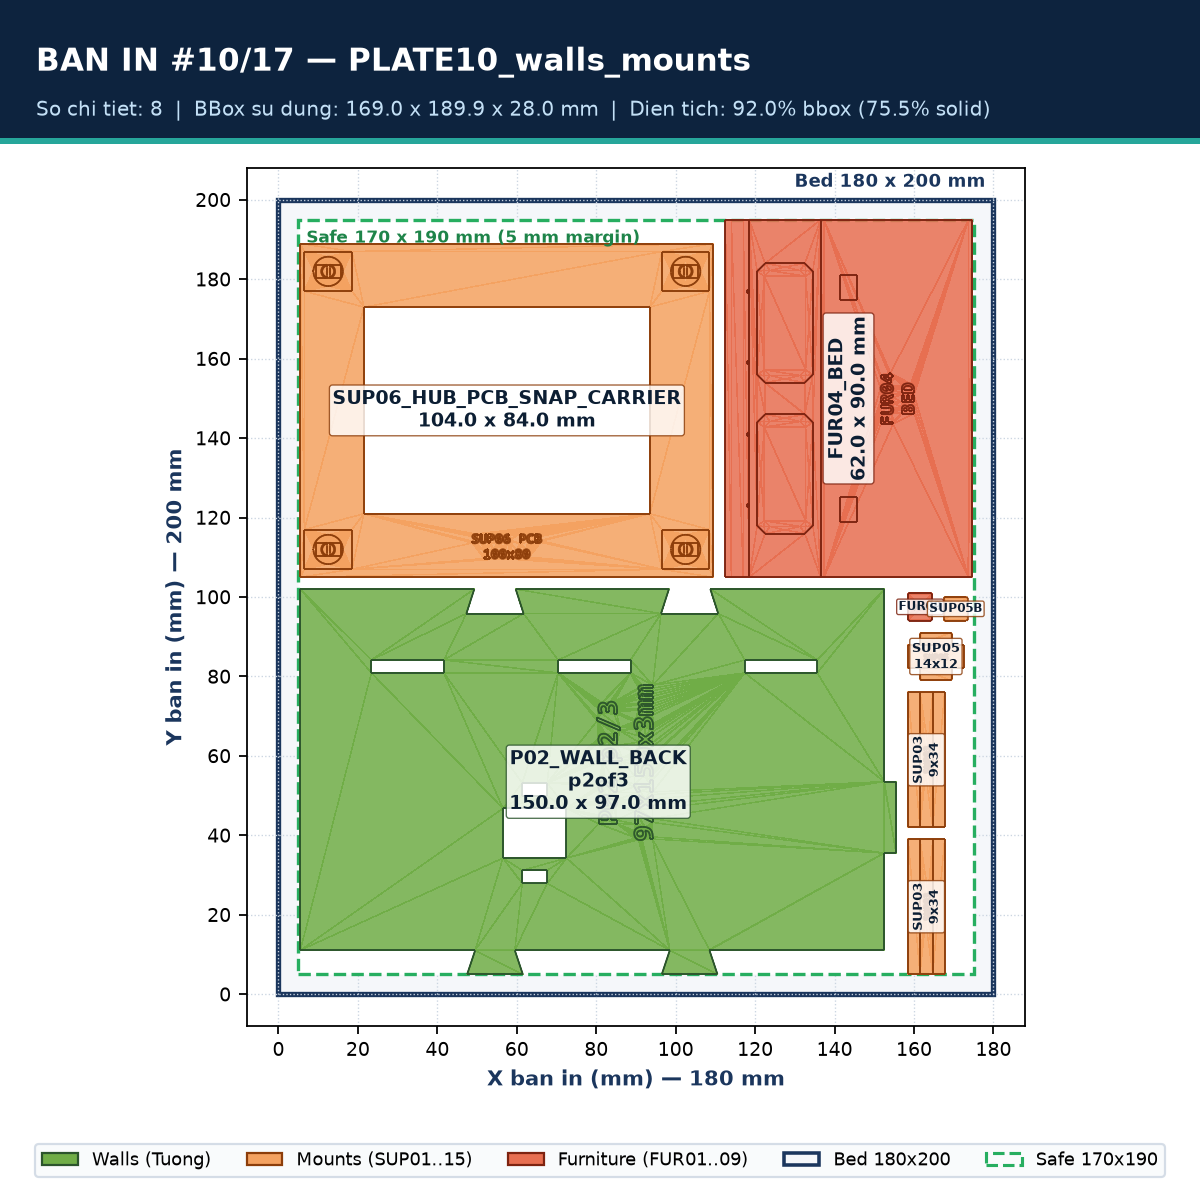 BAN IN #10/17 — PLATE10_walls_mounts
So chi tiet: 8 | BBox su dung: 169.0 x 189.9 x 28.0 mm | Dien tich: 92.0% bbox (75.5% solid)
Bed 180 x 200 mm
Safe 170 x 190 mm (5 mm margin)
SUP06_HUB_PCB_SNAP_CARRIER
104.0 x 84.0 mm
SUP06 PCB
100x80
FUR04_BED
62.0 x 90.0 mm
FUR04
BED
SUP05B
SUP05
14x12
P02_WALL_BACK
p2of3
150.0 x 97.0 mm
SUP03
9x34
SUP03
9x34
200
180
160
140
120
100
80
60
40
20
0
Y ban in (mm) — 200 mm
0 20 40 60 80 100 120 140 160 180
X ban in (mm) — 180 mm
Walls (Tuong) Mounts (SUP01..15) Furniture (FUR01..09) Bed 180x200 Safe 170x190